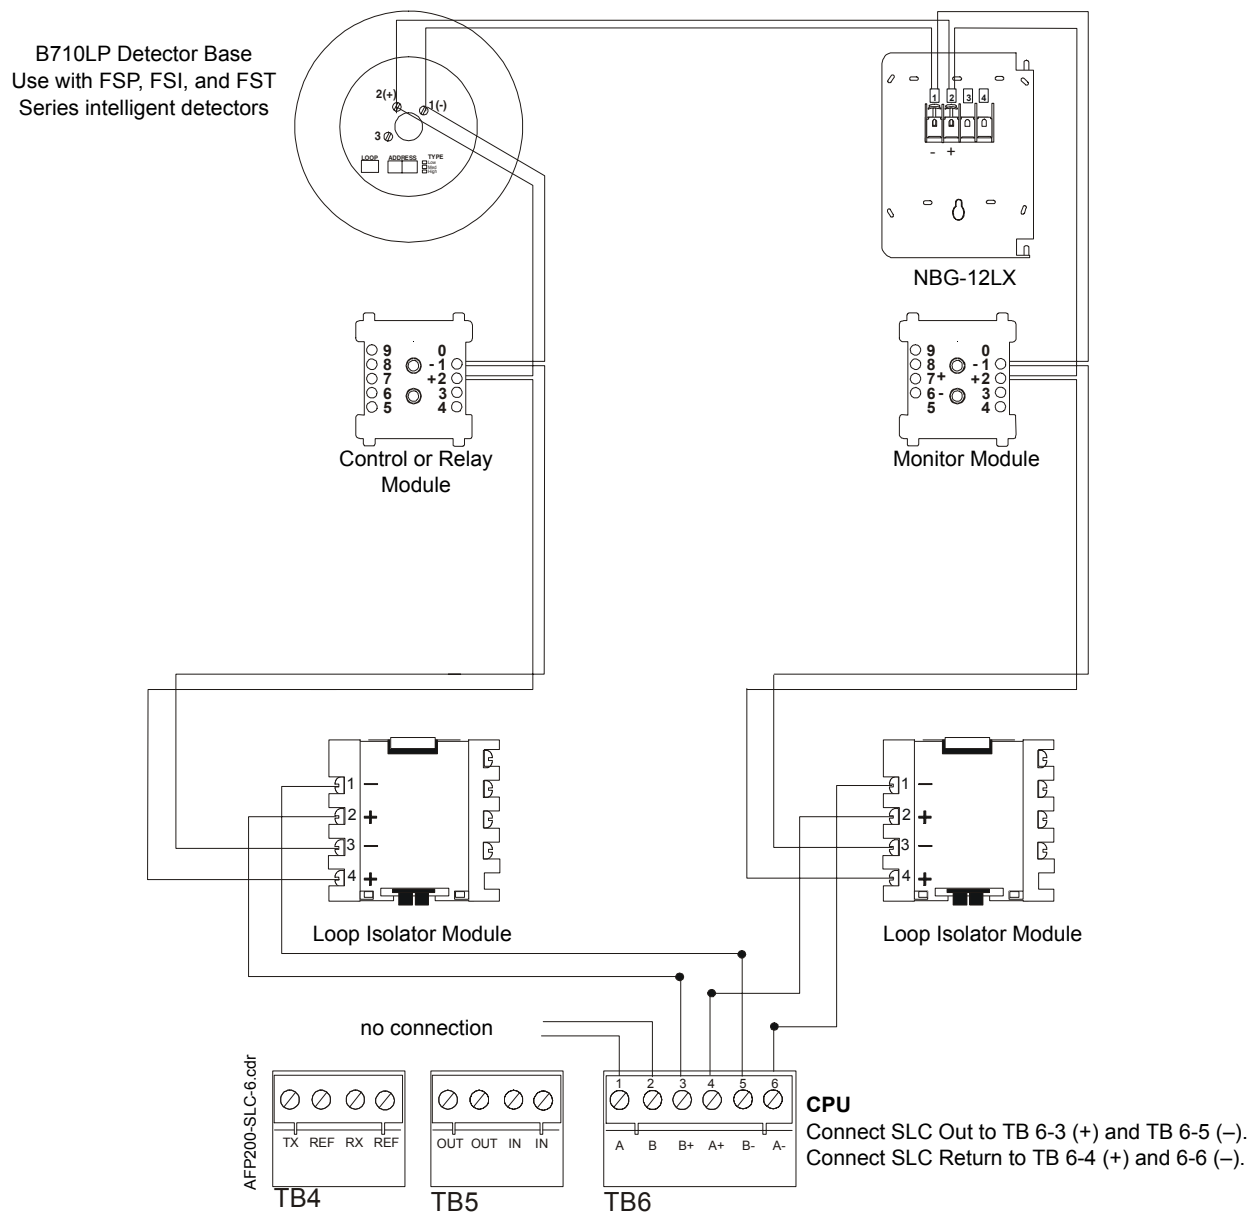 B710LP Detector Base
Use with FSP, FSI, and FST
Series intelligent detectors
2(+)
1(-)
3
LOOP
ADDRESS
TYPE
Low
Med
High
1 2 3 4
- +
NBG-12LX
9 0
8 - 1
7 +2
6 3
5 4
Control or Relay
Module
9 0
8 - 1
7+ +2
6- 3
5 4
Monitor Module
1 −
2 +
3 −
4 +
Loop Isolator Module
1 −
2 +
3 −
4 +
Loop Isolator Module
no connection
AFP200-SLC-6.cdr
TX REF RX REF
TB4
OUT OUT IN IN
TB5
1 2 3 4 5 6
A B B+ A+ B- A-
TB6
CPU
Connect SLC Out to TB 6-3 (+) and TB 6-5 (–).
Connect SLC Return to TB 6-4 (+) and 6-6 (–).